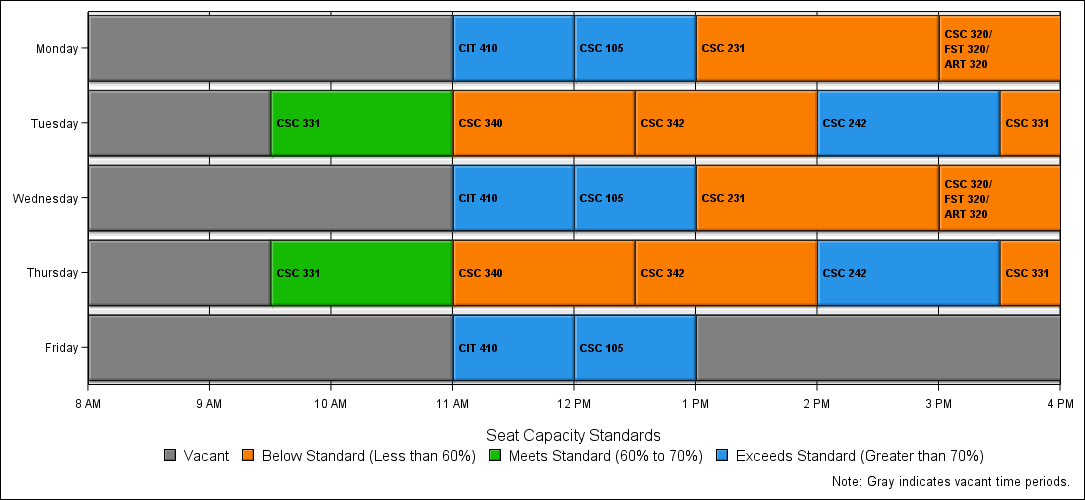 Monday
CIT 410
CSC 105
CSC 231
CSC 320/
FST 320/
ART 320
Tuesday
CSC 331
CSC 340
CSC 342
CSC 242
CSC 331
Wednesday
CIT 410
CSC 105
CSC 231
CSC 320/
FST 320/
ART 320
Thursday
CSC 331
CSC 340
CSC 342
CSC 242
CSC 331
Friday
CIT 410
CSC 105
8 AM 9 AM 10 AM 11 AM 12 PM 1 PM 2 PM 3 PM 4 PM
Seat Capacity Standards
Vacant Below Standard (Less than 60%) Meets Standard (60% to 70%) Exceeds Standard (Greater than 70%)
Note: Gray indicates vacant time periods.